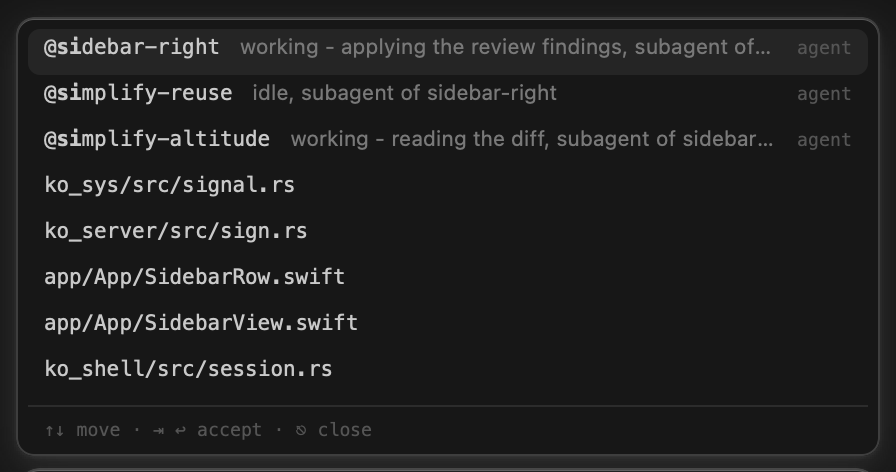 @sidebar-right working - applying the review findings, subagent of… agent
@simplify-reuse idle, subagent of sidebar-right agent
@simplify-altitude working - reading the diff, subagent of sidebar… agent
ko_sys/src/signal.rs
ko_server/src/sign.rs
app/App/SidebarRow.swift
app/App/SidebarView.swift
ko_shell/src/session.rs
↑↓ move · ⇥ ↩ accept · ⎋ close